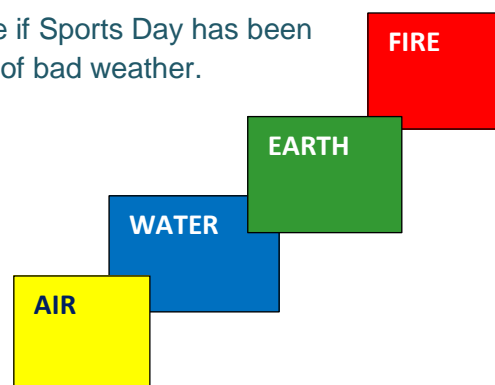 if Sports Day has been
of bad weather.
FIRE
EARTH
WATER
AIR